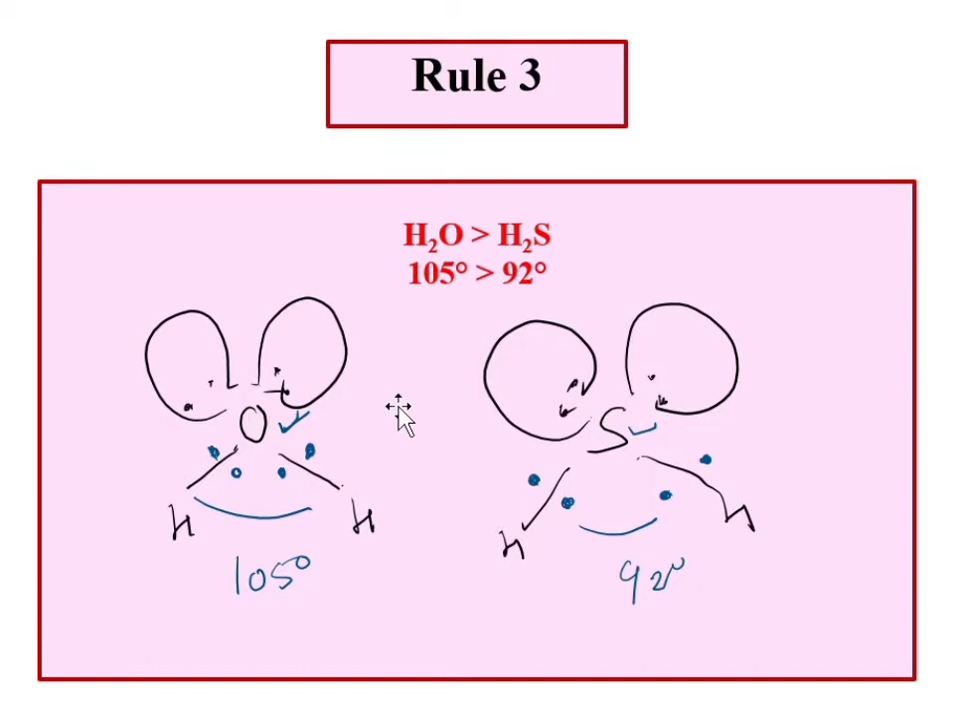 Rule 3
H₂O > H₂S
105° > 92°
O
S
H H
H H
105°
92°